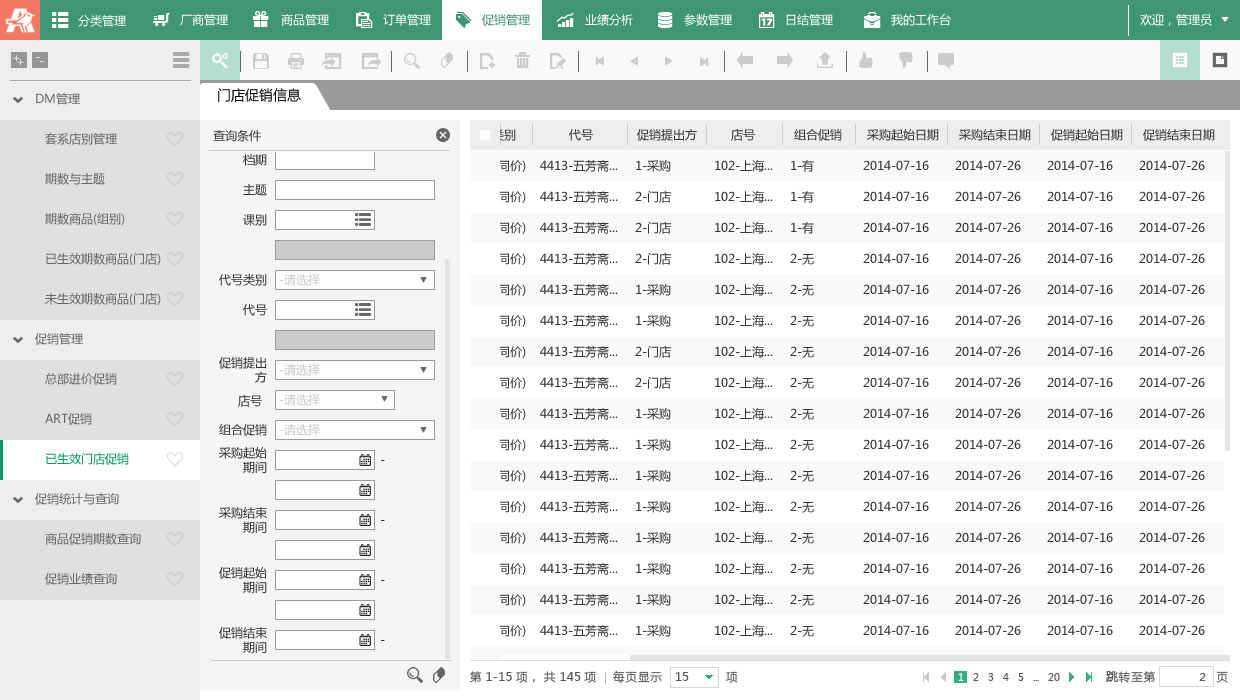 分类管理 厂商管理 商品管理 订单管理 促销管理 业绩分析 参数管理 日结管理 我的工作台 欢迎，管理员
DM管理
套系店别管理
期数与主题
期数商品(组别)
已生效期数商品(门店)
未生效期数商品(门店)
促销管理
总部进价促销
ART促销
已生效门店促销
促销统计与查询
商品促销期数查询
促销业绩查询
门店促销信息
查询条件
档期
主题
课别
代号类别 -请选择
代号
促销提出方 -请选择
店号 -请选择
组合促销 -请选择
采购起始期间 -
采购结束期间 -
促销起始期间 -
促销结束期间 -
类别 代号 促销提出方 店号 组合促销 采购起始日期 采购结束日期 促销起始日期 促销结束日期
司价) 4413-五芳斋... 1-采购 102-上海... 1-有 2014-07-16 2014-07-26 2014-07-16 2014-07-26
司价) 4413-五芳斋... 2-门店 102-上海... 1-有 2014-07-16 2014-07-26 2014-07-16 2014-07-26
司价) 4413-五芳斋... 2-门店 102-上海... 1-有 2014-07-16 2014-07-26 2014-07-16 2014-07-26
司价) 4413-五芳斋... 2-门店 102-上海... 2-无 2014-07-16 2014-07-26 2014-07-16 2014-07-26
司价) 4413-五芳斋... 1-采购 102-上海... 2-无 2014-07-16 2014-07-26 2014-07-16 2014-07-26
司价) 4413-五芳斋... 1-采购 102-上海... 2-无 2014-07-16 2014-07-26 2014-07-16 2014-07-26
司价) 4413-五芳斋... 2-门店 102-上海... 2-无 2014-07-16 2014-07-26 2014-07-16 2014-07-26
司价) 4413-五芳斋... 2-门店 102-上海... 2-无 2014-07-16 2014-07-26 2014-07-16 2014-07-26
司价) 4413-五芳斋... 1-采购 102-上海... 2-无 2014-07-16 2014-07-26 2014-07-16 2014-07-26
司价) 4413-五芳斋... 1-采购 102-上海... 2-无 2014-07-16 2014-07-26 2014-07-16 2014-07-26
司价) 4413-五芳斋... 1-采购 102-上海... 2-无 2014-07-16 2014-07-26 2014-07-16 2014-07-26
司价) 4413-五芳斋... 1-采购 102-上海... 2-无 2014-07-16 2014-07-26 2014-07-16 2014-07-26
司价) 4413-五芳斋... 1-采购 102-上海... 2-无 2014-07-16 2014-07-26 2014-07-16 2014-07-26
司价) 4413-五芳斋... 1-采购 102-上海... 2-无 2014-07-16 2014-07-26 2014-07-16 2014-07-26
司价) 4413-五芳斋... 1-采购 102-上海... 2-无 2014-07-16 2014-07-26 2014-07-16 2014-07-26
司价) 4413-五芳斋... 1-采购 102-上海... 2-无 2014-07-16 2014-07-26 2014-07-16 2014-07-26
第 1-15 项，共 145 项 | 每页显示 15 项 1 2 3 4 5 ... 20 跳转至第 2 页